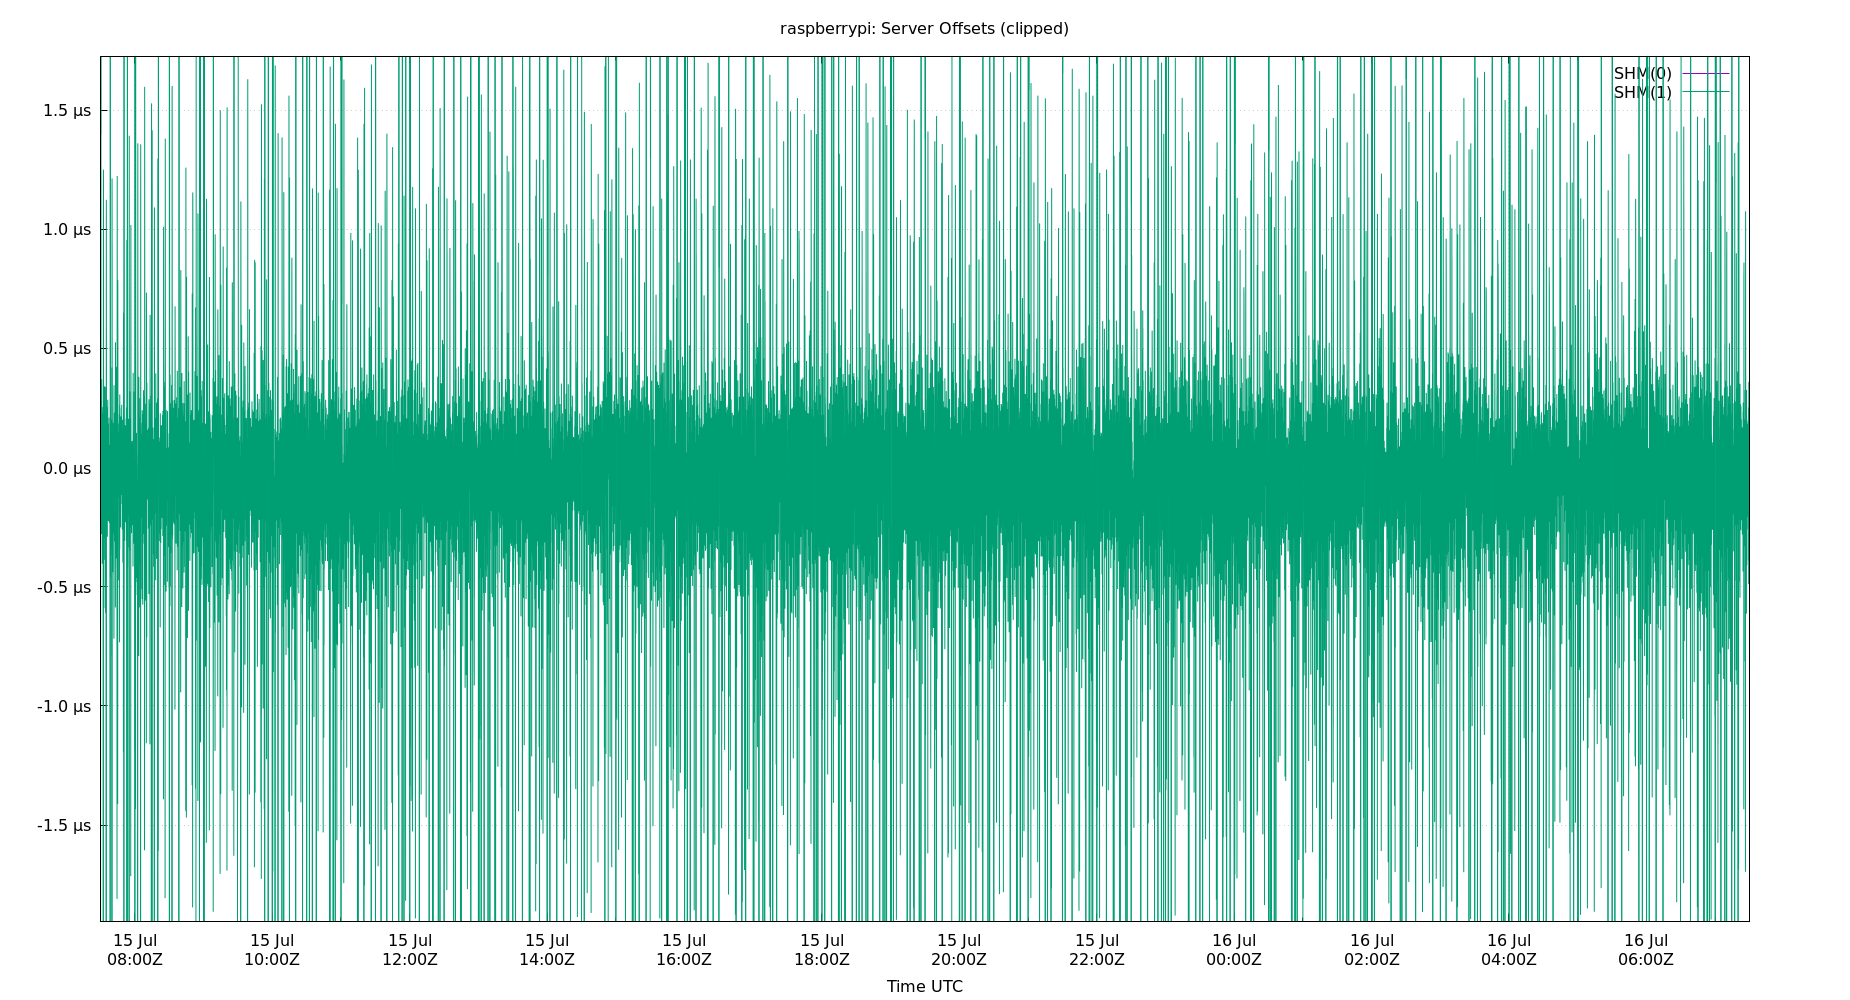 raspberrypi: Server Offsets (clipped)
SHM(0)
SHM(1)
1.5 µs
1.0 µs
0.5 µs
0.0 µs
-0.5 µs
-1.0 µs
-1.5 µs
15 Jul 15 Jul 15 Jul 15 Jul 15 Jul 15 Jul 15 Jul 15 Jul 16 Jul 16 Jul 16 Jul 16 Jul
08:00Z 10:00Z 12:00Z 14:00Z 16:00Z 18:00Z 20:00Z 22:00Z 00:00Z 02:00Z 04:00Z 06:00Z
Time UTC